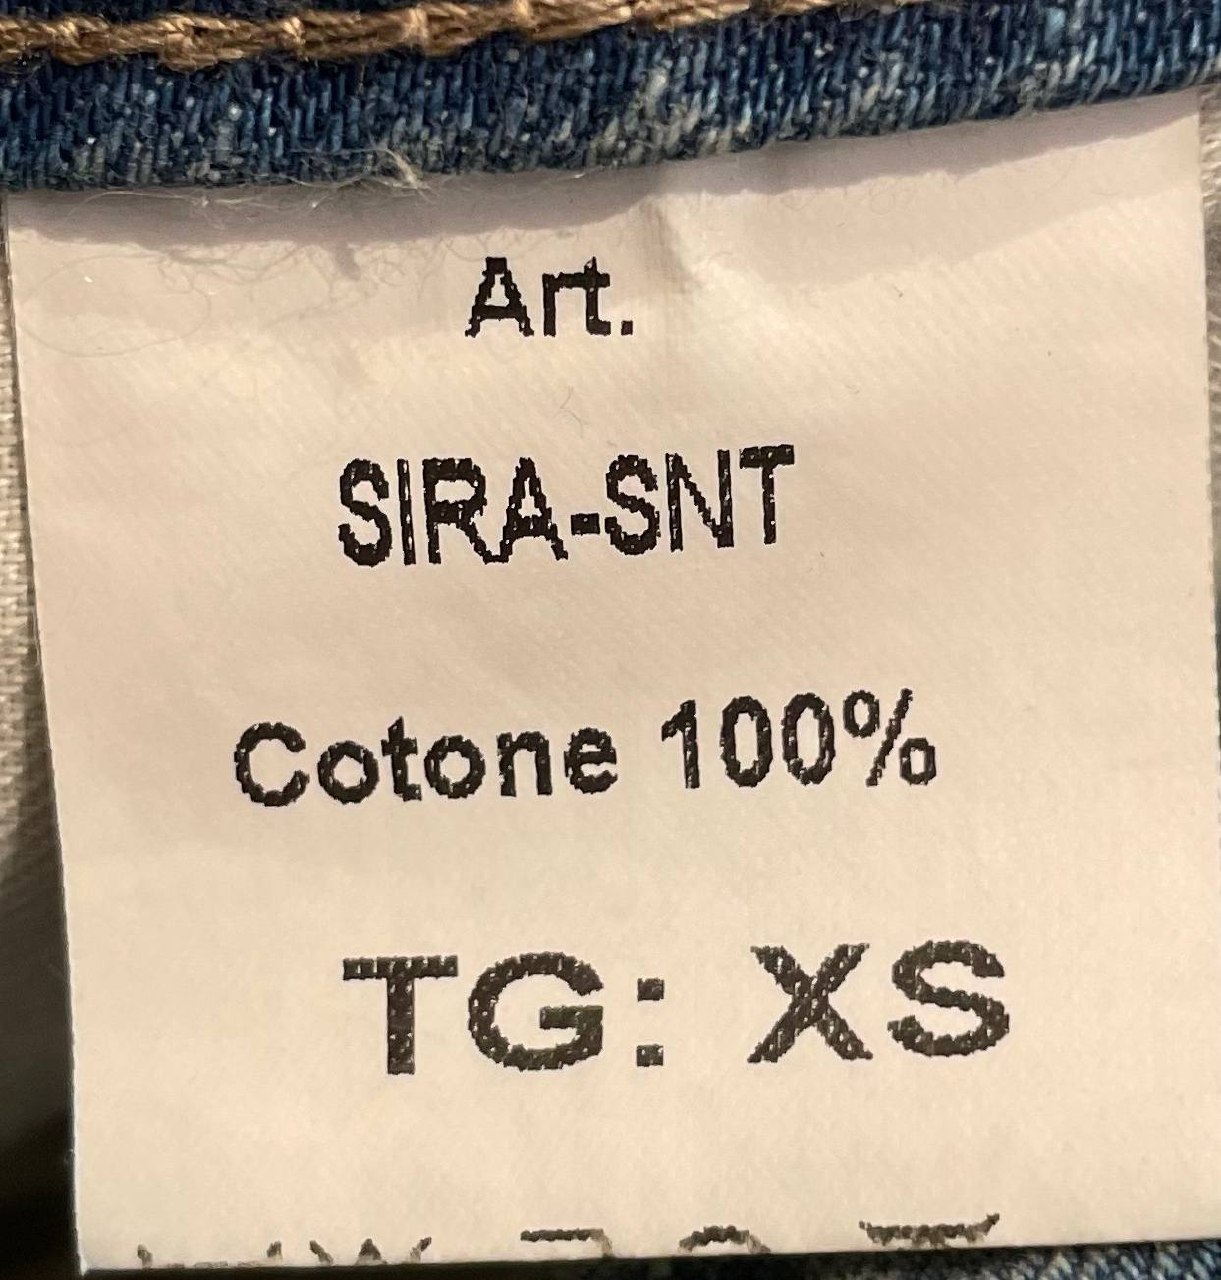 Art.
SIRA-SNT
Cotone 100%
TG: XS